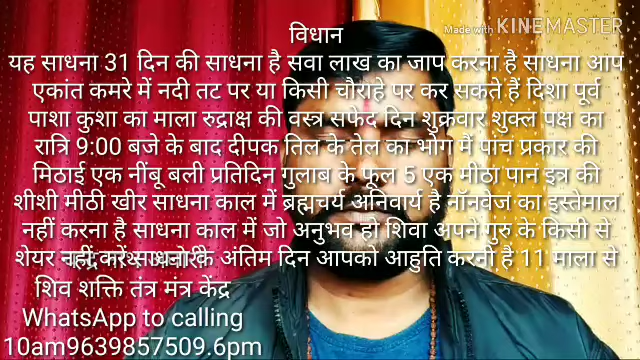 विधान
Made with KINEMASTER
यह साधना 31 दिन की साधना है सवा लाख का जाप करना है साधना आप
एकांत कमरे में नदी तट पर या किसी चौराहे पर कर सकते हैं दिशा पूर्व
पाशा कुशा का माला रुद्राक्ष की वस्त्र सफेद दिन शुक्रवार शुक्ल पक्ष का
रात्रि 9:00 बजे के बाद दीपक तिल के तेल का भोग मैं पांच प्रकार की
मिठाई एक नींबू बली प्रतिदिन गुलाब के फूल 5 एक मीठा पान इत्र की
शीशी मीठी खीर साधना काल में ब्रह्मचर्य अनिवार्य है नॉनवेज का इस्तेमाल
नहीं करना है साधना काल में जो अनुभव हो शिवा अपने गुरु के किसी से
शेयर नहीं करें साधना के अंतिम दिन आपको आहुति करनी है 11 माला से
शिव शक्ति तंत्र मंत्र केंद्र
WhatsApp to calling
10am9639857509.6pm